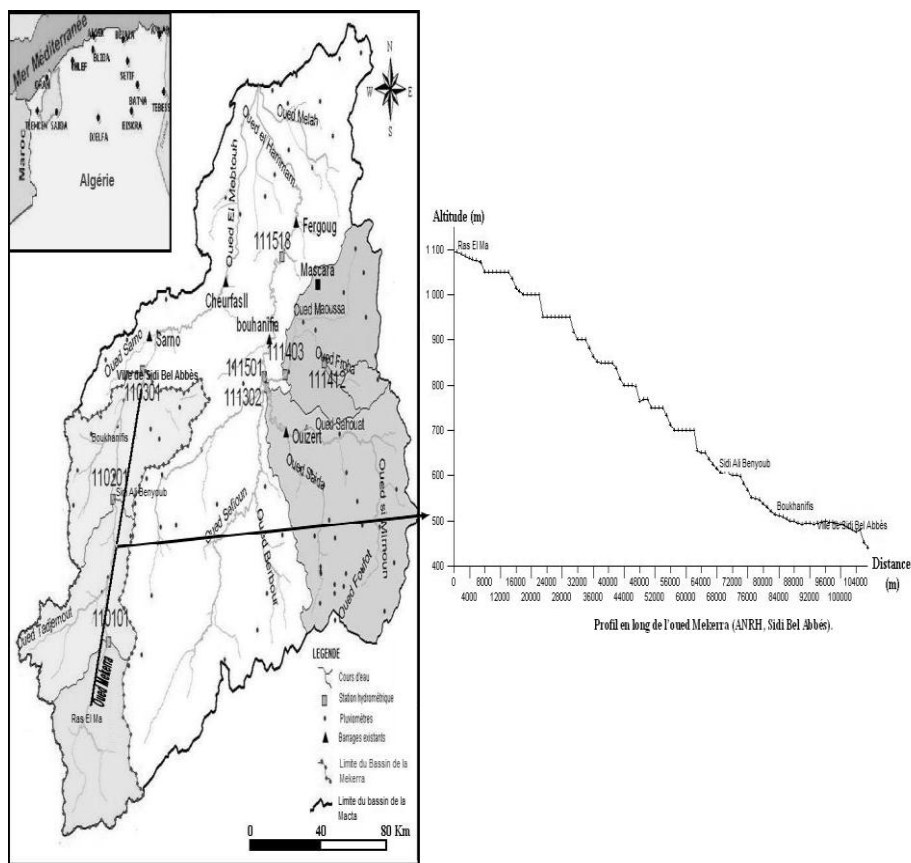 Mer Méditerranée
BLIDA
SETIF
BATNA
ORAN
TLEMCEN
SAIDA
DJELFA
BISKRA
TEBESS
Maroc
Algérie
N
W
E
S
Oued Melah
Oued el Hammam
Oued El Mebtouh
Fergoug
111518
Mascara
CheurfasII
Oued Maoussa
bouhanifia
Sarno
Oued Sarno
111403
Oued Froha
111501
111412
Ville de Sidi Bel Abbès
110301
111302
Oued Sahouat
Boukhanifis
Ouizert
110201
Oued Saida
Sidi Ali Benyoub
Oued Sefioun
Oued si Mimoun
Oued Berbour
Oued Foufot
Oued Tadjemout
110101
Oued Mekerra
Ras El Ma
LEGENDE
Cours d'eau
Station hydrométrique
Pluviomètres
Barrages existants
Limite du Bassin de la
Mekerra
Limite du bassin de la
Macta
0 40 80 Km
Altitude (m)
1 100
Ras El Ma
1 000
900
800
700
600
Sidi Ali Benyoub
500
Boukhanifis
Ville de Sidi Bel Abbès
400
Distance
(m)
0 8000 16000 24000 32000 40000 48000 56000 64000 72000 80000 88000 96000 104000
4000 12000 20000 28000 36000 44000 52000 60000 68000 76000 84000 92000 100000
Profil en long de l'oued Mekerra (ANRH, Sidi Bel Abbés).